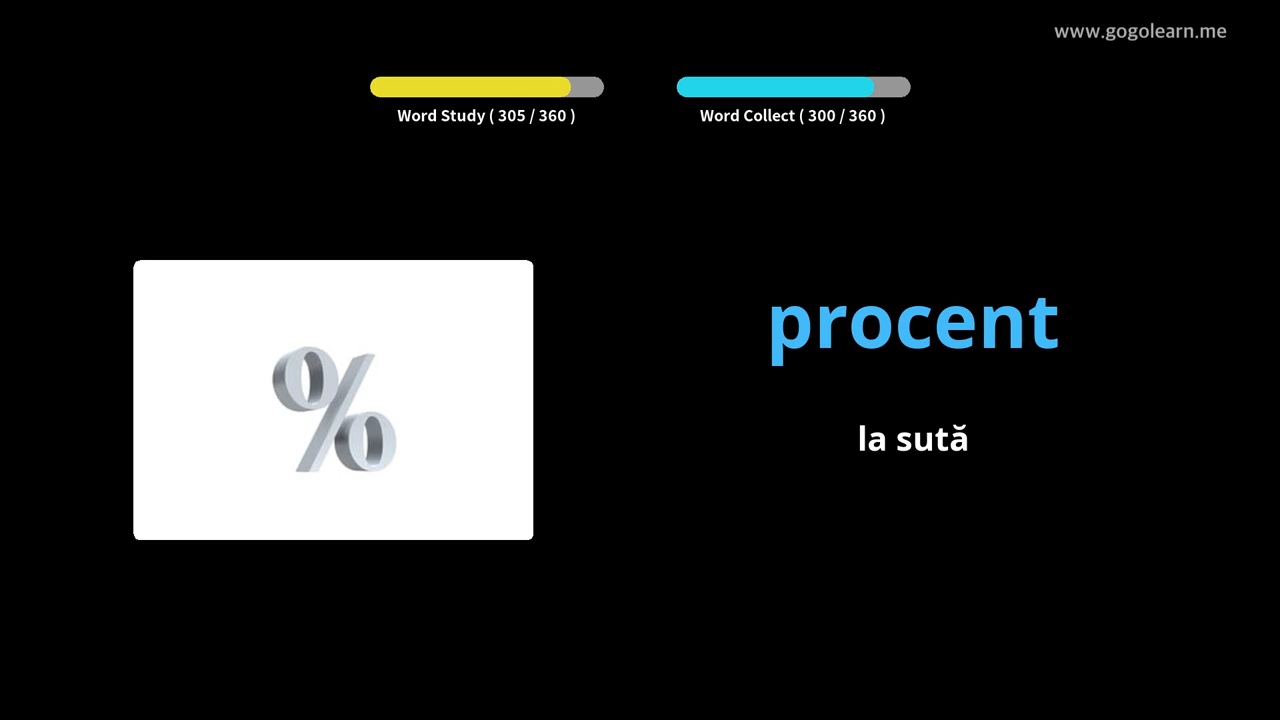 www.gogolearn.me
Word Study ( 305 / 360 )
Word Collect ( 300 / 360 )
%
procent
la sută